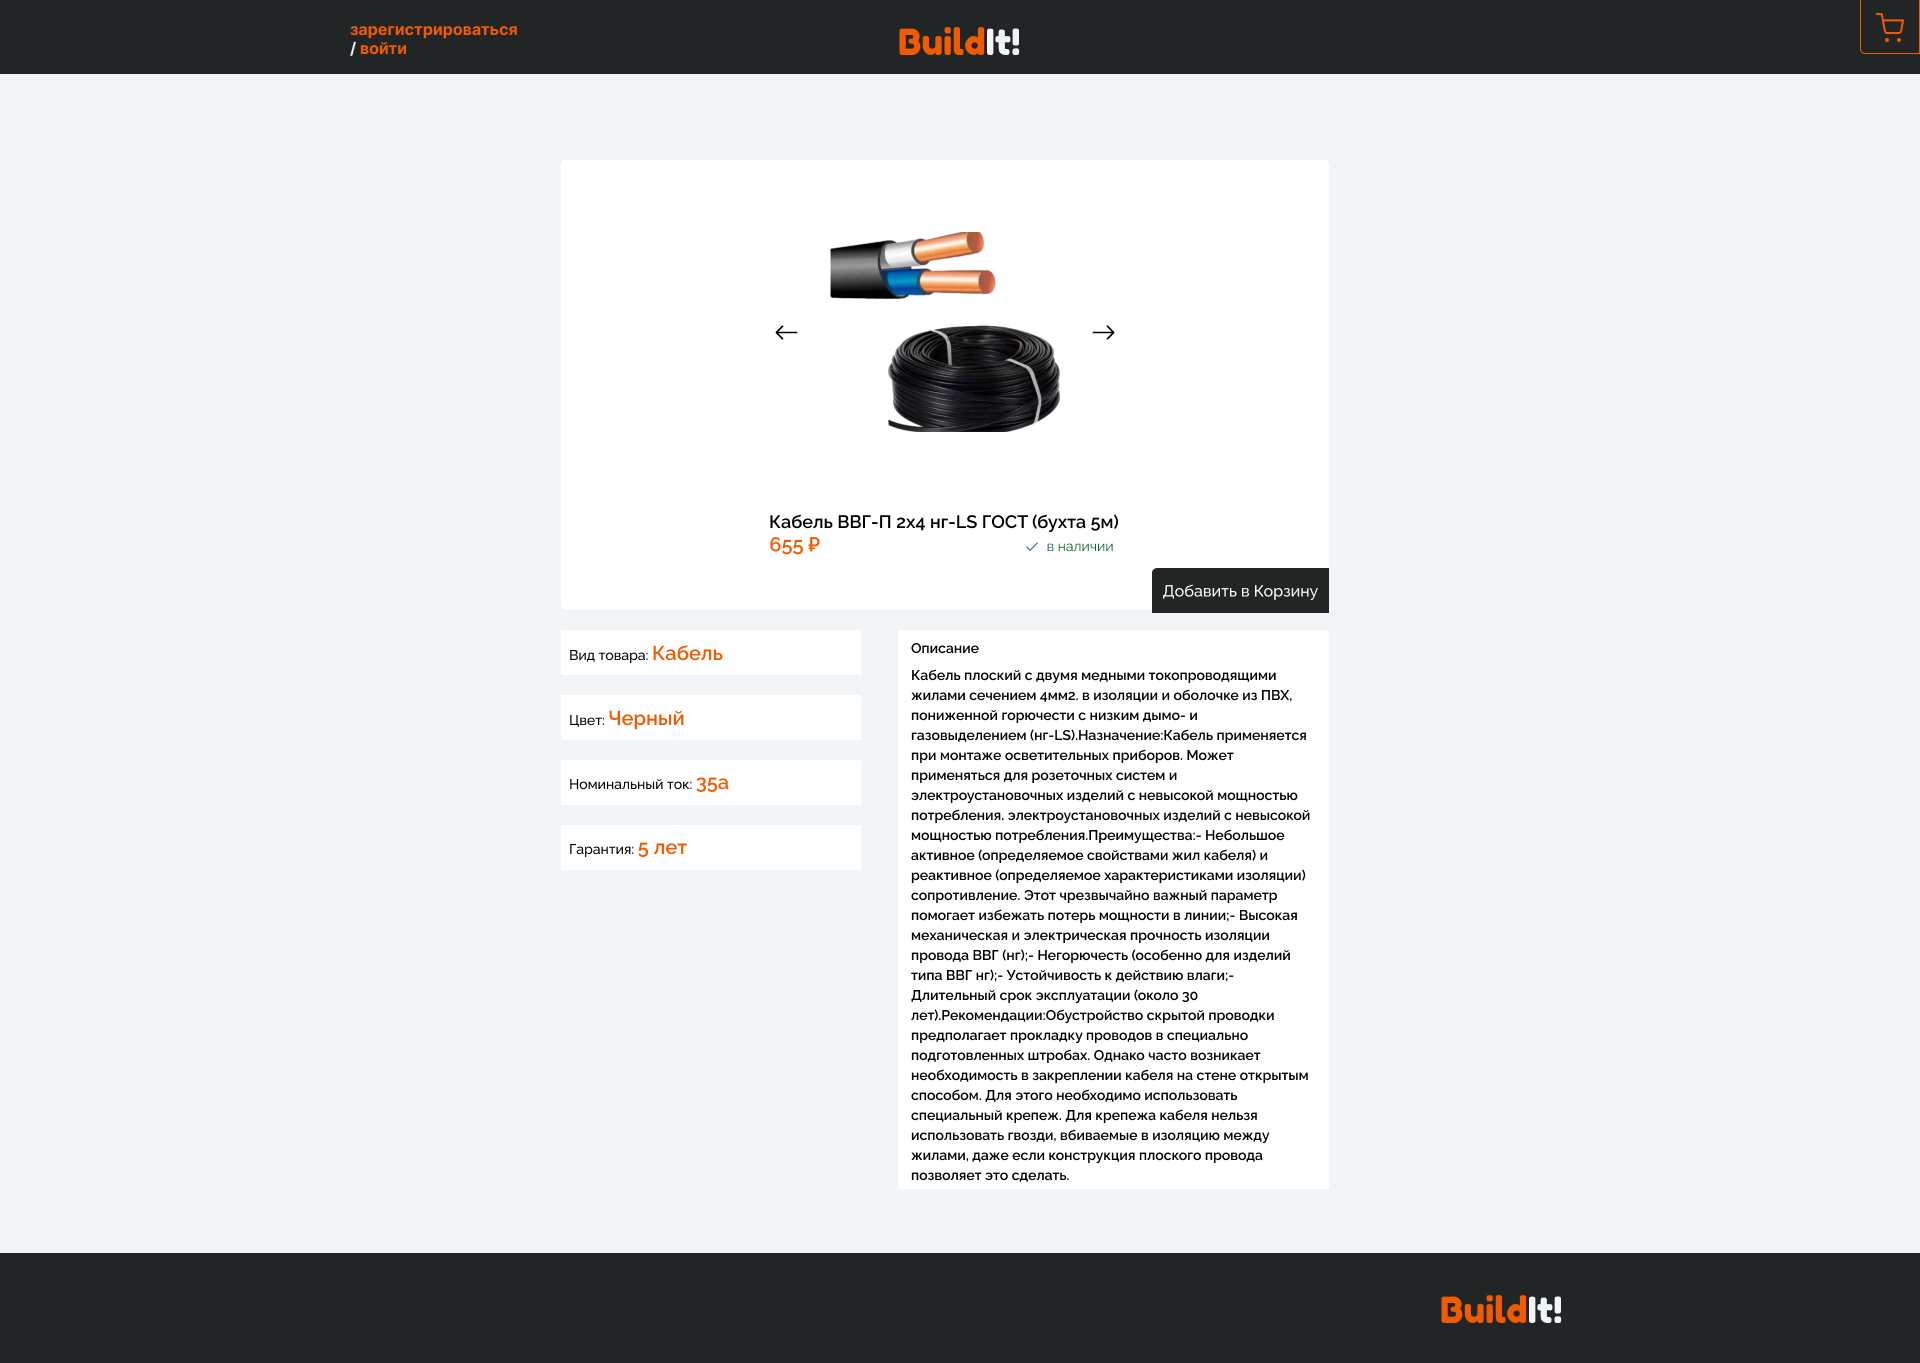 зарегистрироваться
/ войти
BuildIt!
Кабель ВВГ-П 2х4 нг-LS ГОСТ (бухта 5м)
655 ₽
в наличии
Добавить в Корзину
Вид товара: Кабель
Цвет: Черный
Номинальный ток: 35а
Гарантия: 5 лет
Описание
Кабель плоский с двумя медными токопроводящими
жилами сечением 4мм2. в изоляции и оболочке из ПВХ,
пониженной горючести с низким дымо- и
газовыделением (нг-LS).Назначение:Кабель применяется
при монтаже осветительных приборов. Может
применяться для розеточных систем и
электроустановочных изделий с невысокой мощностью
потребления. электроустановочных изделий с невысокой
мощностью потребления.Преимущества:- Небольшое
активное (определяемое свойствами жил кабеля) и
реактивное (определяемое характеристиками изоляции)
сопротивление. Этот чрезвычайно важный параметр
помогает избежать потерь мощности в линии;- Высокая
механическая и электрическая прочность изоляции
провода ВВГ (нг);- Негорючесть (особенно для изделий
типа ВВГ нг);- Устойчивость к действию влаги;-
Длительный срок эксплуатации (около 30
лет).Рекомендации:Обустройство скрытой проводки
предполагает прокладку проводов в специально
подготовленных штробах. Однако часто возникает
необходимость в закреплении кабеля на стене открытым
способом. Для этого необходимо использовать
специальный крепеж. Для крепежа кабеля нельзя
использовать гвозди, вбиваемые в изоляцию между
жилами, даже если конструкция плоского провода
позволяет это сделать.
BuildIt!